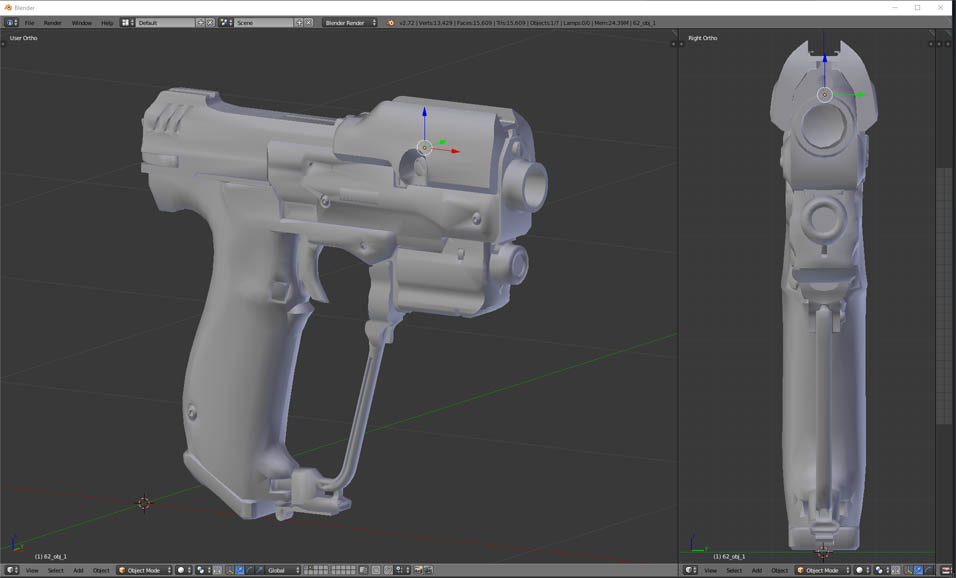 Blender
File Render Window Help Default Scene Blender Render v2.72 | Verts:13,429 | Faces:15,609 | Tris:15,609 | Objects:1/7 | Lamps:0/0 | Mem:24.39M | 62_obj_1
User Ortho
Right Ortho
(1) 62_obj_1
(1) 62_obj_1
View Select Add Object Object Mode Global
View Select Add Object Object Mode